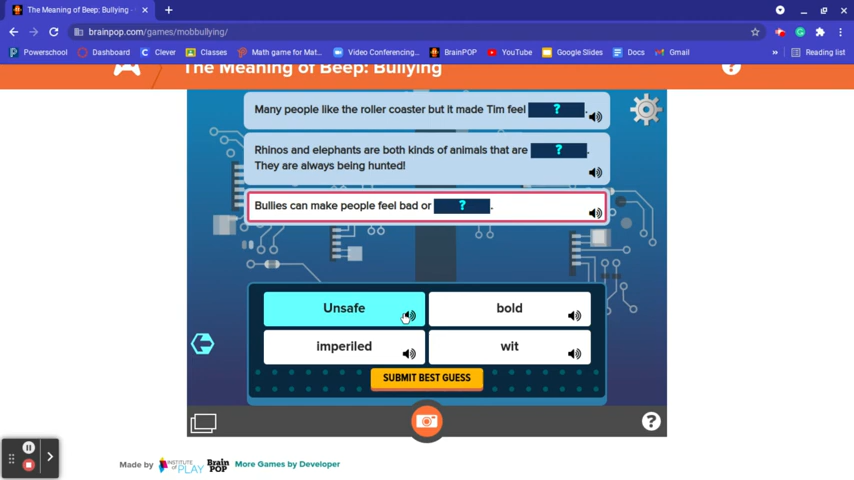 The Meaning of Beep: Bullying -
brainpop.com/games/mobbullying/
Powerschool Dashboard Clever Classes Math game for Mat... Video Conferencing... BrainPOP YouTube Google Slides Docs Gmail » Reading list
The Meaning of Beep: Bullying ?
Many people like the roller coaster but it made Tim feel ? .
Rhinos and elephants are both kinds of animals that are ? .
They are always being hunted!
Bullies can make people feel bad or ? .
Unsafe bold
imperiled wit
SUBMIT BEST GUESS
?
Made by INSTITUTE of PLAY Brain POP More Games by Developer